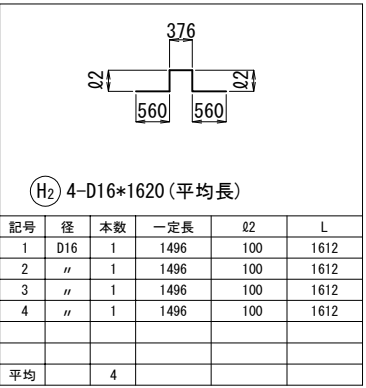 376
ℓ2 ℓ2
560 560
H2 4-D16*1620(平均長)
記号 径 本数 一定長 ℓ2 L
1 D16 1 1496 100 1612
2 〃 1 1496 100 1612
3 〃 1 1496 100 1612
4 〃 1 1496 100 1612
平均 4